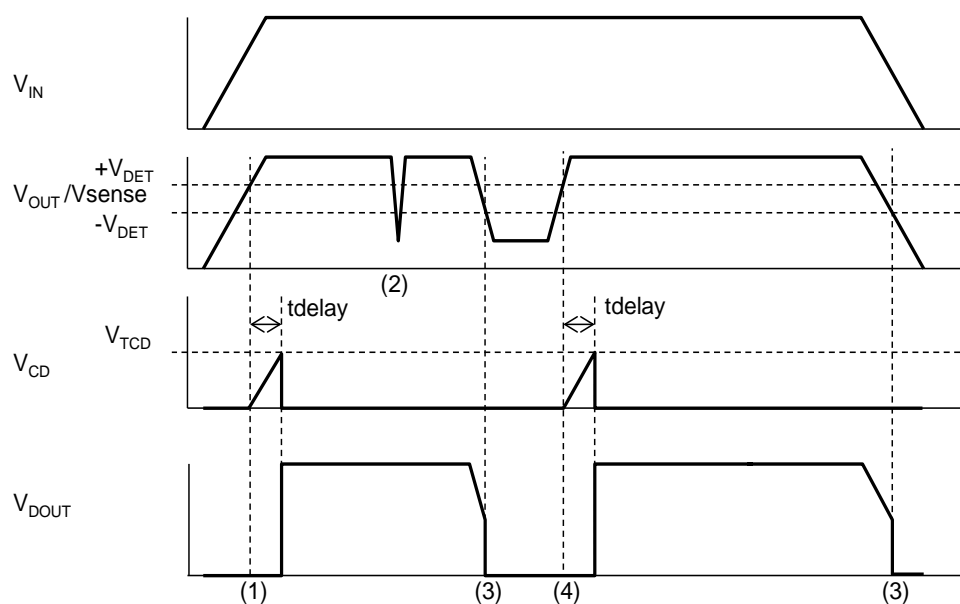 VIN
+VDET
VOUT/Vsense
-VDET
(2)
tdelay
tdelay
VTCD
VCD
VDOUT
(1)
(3)
(4)
(3)